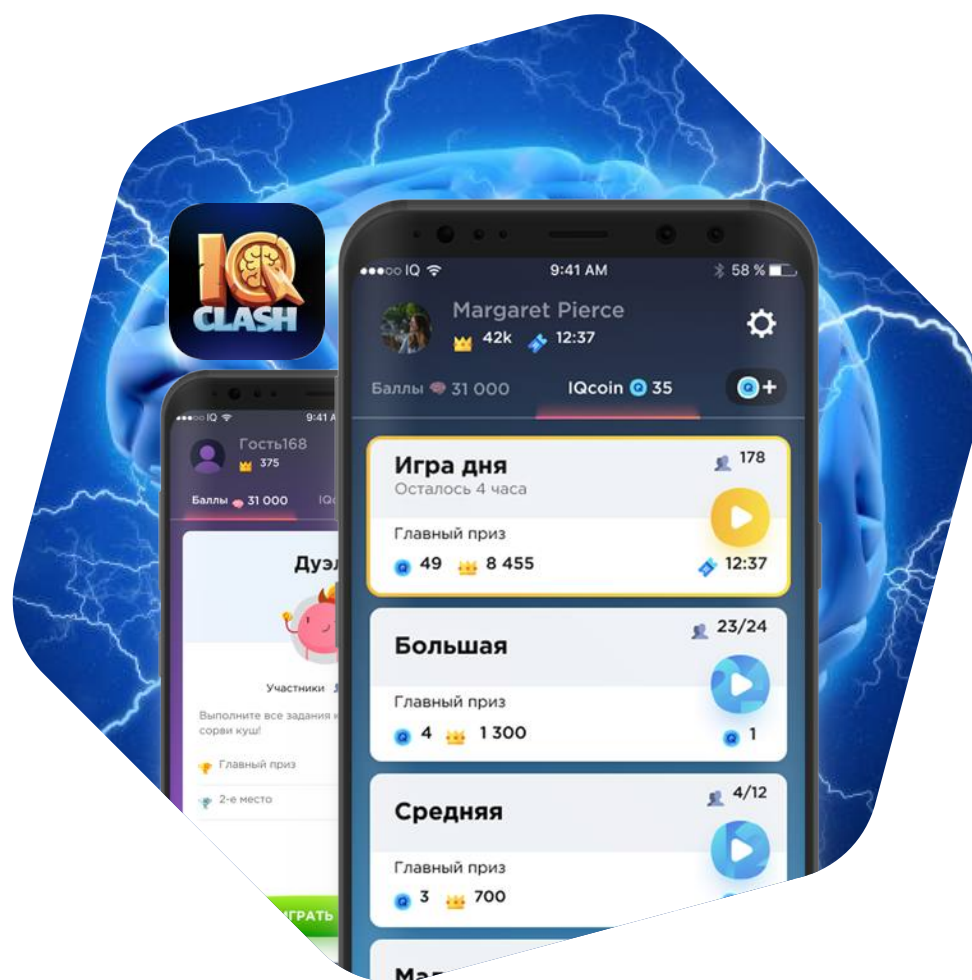 IQ
CLASH
IQ
9:41 AM
58 %
Margaret Pierce
42k
12:37
Баллы 31 000
IQcoin 35
+
Игра дня
178
Осталось 4 часа
Главный приз
49 8 455
12:37
Большая
23/24
Главный приз
4 1 300
1
Средняя
4/12
Главный приз
3 700
IQ
9:41 A
Гость168
375
Баллы 31 000
Участники
Выполните все задания
сорви куш!
Главный приз
2-е место